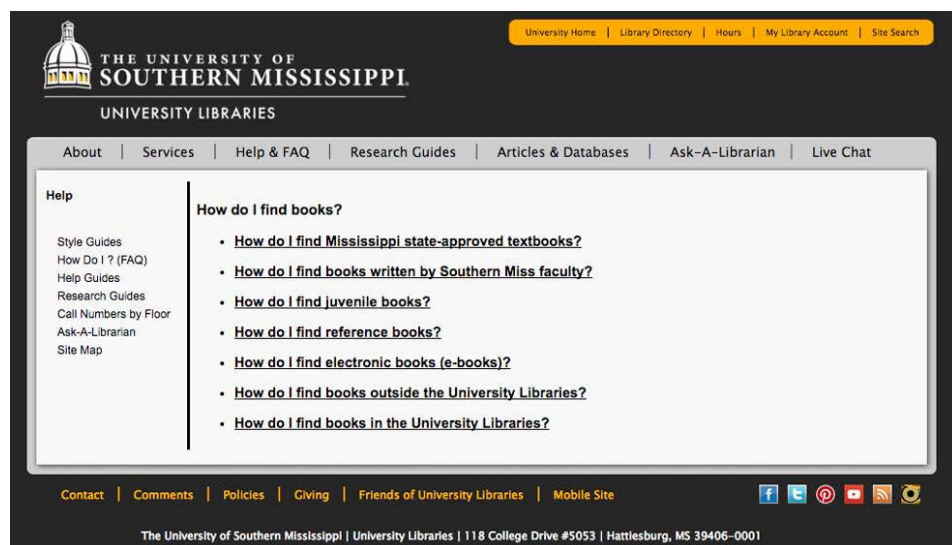 University Home | Library Directory | Hours | My Library Account | Site Search
THE UNIVERSITY OF
SOUTHERN MISSISSIPPI.
UNIVERSITY LIBRARIES
About | Services | Help & FAQ | Research Guides | Articles & Databases | Ask-A-Librarian | Live Chat
Help
Style Guides
How Do I ? (FAQ)
Help Guides
Research Guides
Call Numbers by Floor
Ask-A-Librarian
Site Map
How do I find books?
• How do I find Mississippi state-approved textbooks?
• How do I find books written by Southern Miss faculty?
• How do I find juvenile books?
• How do I find reference books?
• How do I find electronic books (e-books)?
• How do I find books outside the University Libraries?
• How do I find books in the University Libraries?
Contact | Comments | Policies | Giving | Friends of University Libraries | Mobile Site
The University of Southern Mississippi | University Libraries | 118 College Drive #5053 | Hattiesburg, MS 39406-0001